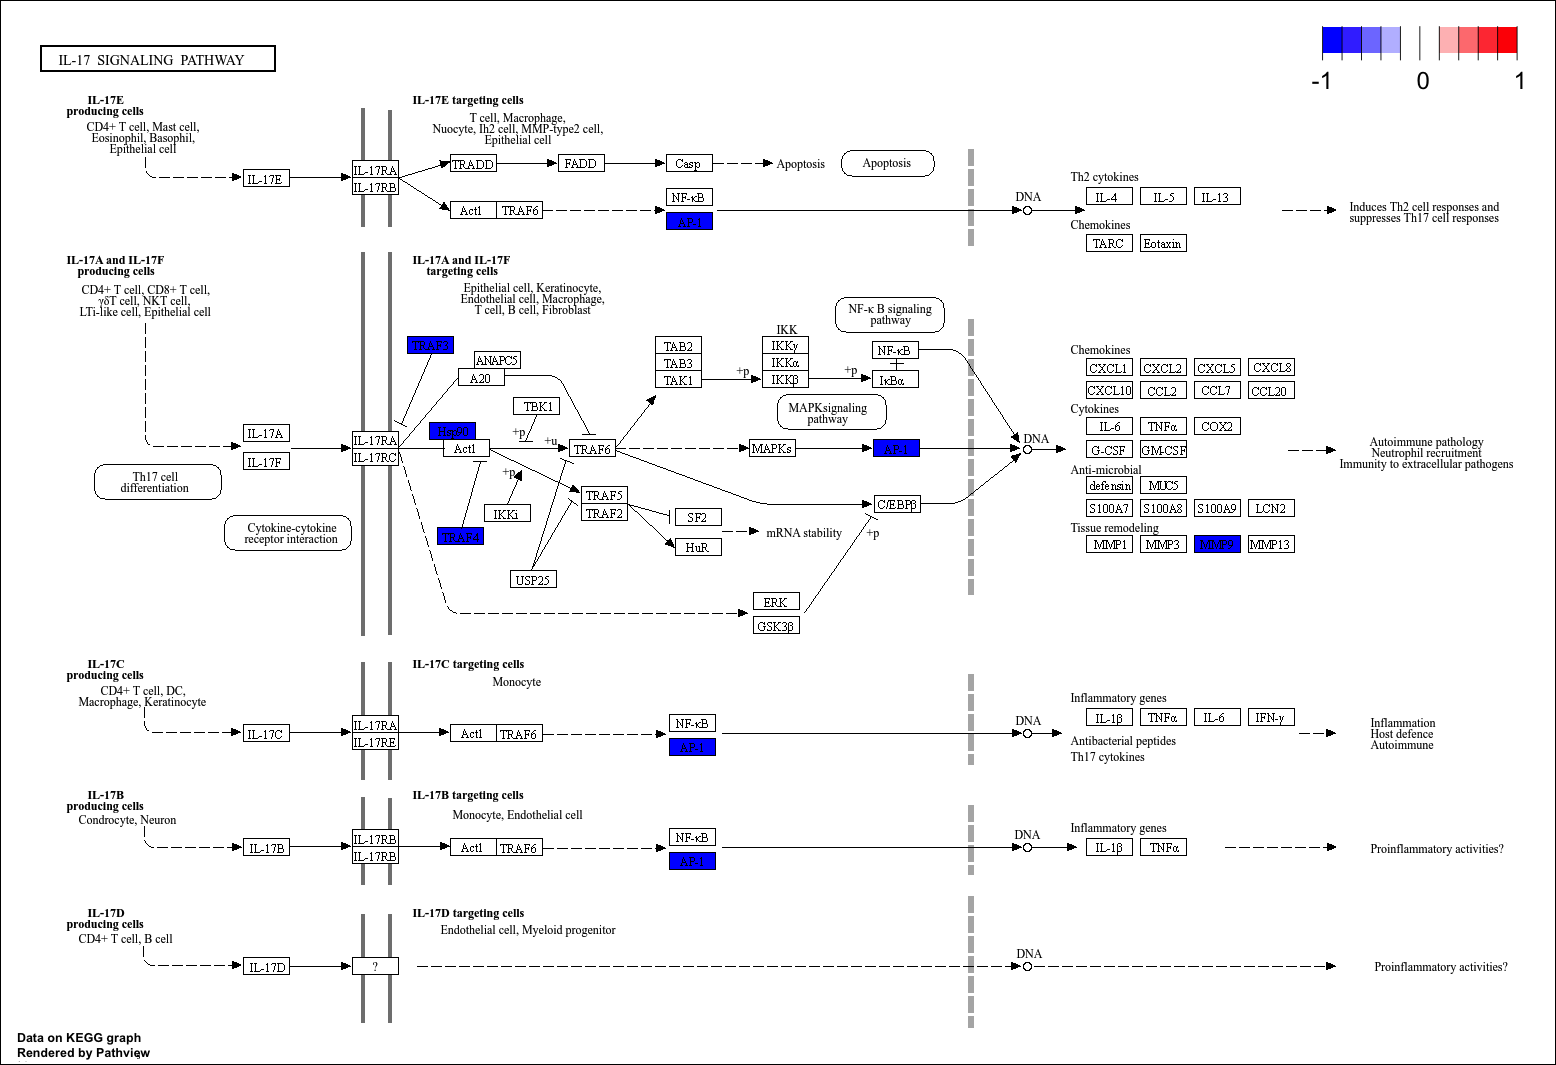 IL-17 SIGNALING PATHWAY
-1 0 1
IL-17E
producing cells
CD4+ T cell, Mast cell,
Eosinophil, Basophil,
Epithelial cell
IL-17E
IL-17RA
IL-17RB
IL-17E targeting cells
T cell, Macrophage,
Nuocyte, Ih2 cell, MMP-type2 cell,
Epithelial cell
TRADD
FADD
Casp
Apoptosis
Apoptosis
Act1
TRAF6
NF-κB
AP-1
DNA
Th2 cytokines
IL-4
IL-5
IL-13
Chemokines
TARC
Eotaxin
Induces Th2 cell responses and
suppresses Th17 cell responses
IL-17A and IL-17F
producing cells
CD4+ T cell, CD8+ T cell,
γδT cell, NKT cell,
LTi-like cell, Epithelial cell
IL-17A
IL-17F
Th17 cell
differentiation
Cytokine-cytokine
receptor interaction
IL-17RA
IL-17RC
IL-17A and IL-17F
targeting cells
Epithelial cell, Keratinocyte,
Endothelial cell, Macrophage,
T cell, B cell, Fibroblast
ANAPC5
A20
TBK1
+p
Act1
+u
TRAF6
+p
IKKi
USP25
TRAF5
TRAF2
SF2
HuR
mRNA stability
TAB2
TAB3
TAK1
+p
IKK
IKKγ
IKKα
IKKβ
+p
NF-κ B signaling
pathway
NF-κB
IκBα
MAPKsignaling
pathway
MAPKs
AP-1
C/EBPβ
+p
ERK
GSK3β
DNA
Chemokines
CXCL1
CXCL2
CXCL5
CXCL8
CXCL10
CCL2
CCL7
CCL20
Cytokines
IL-6
TNFα
COX2
G-CSF
GM-CSF
Anti-microbial
defensin
MUC5
S100A7
S100A8
S100A9
LCN2
Tissue remodeling
MMP1
MMP3
MMP9
MMP13
Autoimmune pathology
Neutrophil recruitment
Immunity to extracellular pathogens
IL-17C
producing cells
CD4+ T cell, DC,
Macrophage, Keratinocyte
IL-17C
IL-17RA
IL-17RE
IL-17C targeting cells
Monocyte
Act1
TRAF6
NF-κB
AP-1
DNA
Inflammatory genes
IL-1β
TNFα
IL-6
IFN-γ
Antibacterial peptides
Th17 cytokines
Inflammation
Host defence
Autoimmune
IL-17B
producing cells
Condrocyte, Neuron
IL-17B
IL-17RB
IL-17RB
IL-17B targeting cells
Monocyte, Endothelial cell
Act1
TRAF6
NF-κB
AP-1
DNA
Inflammatory genes
IL-1β
TNFα
Proinflammatory activities?
IL-17D
producing cells
CD4+ T cell, B cell
IL-17D
?
IL-17D targeting cells
Endothelial cell, Myeloid progenitor
DNA
Proinflammatory activities?
Data on KEGG graph
Rendered by Pathview